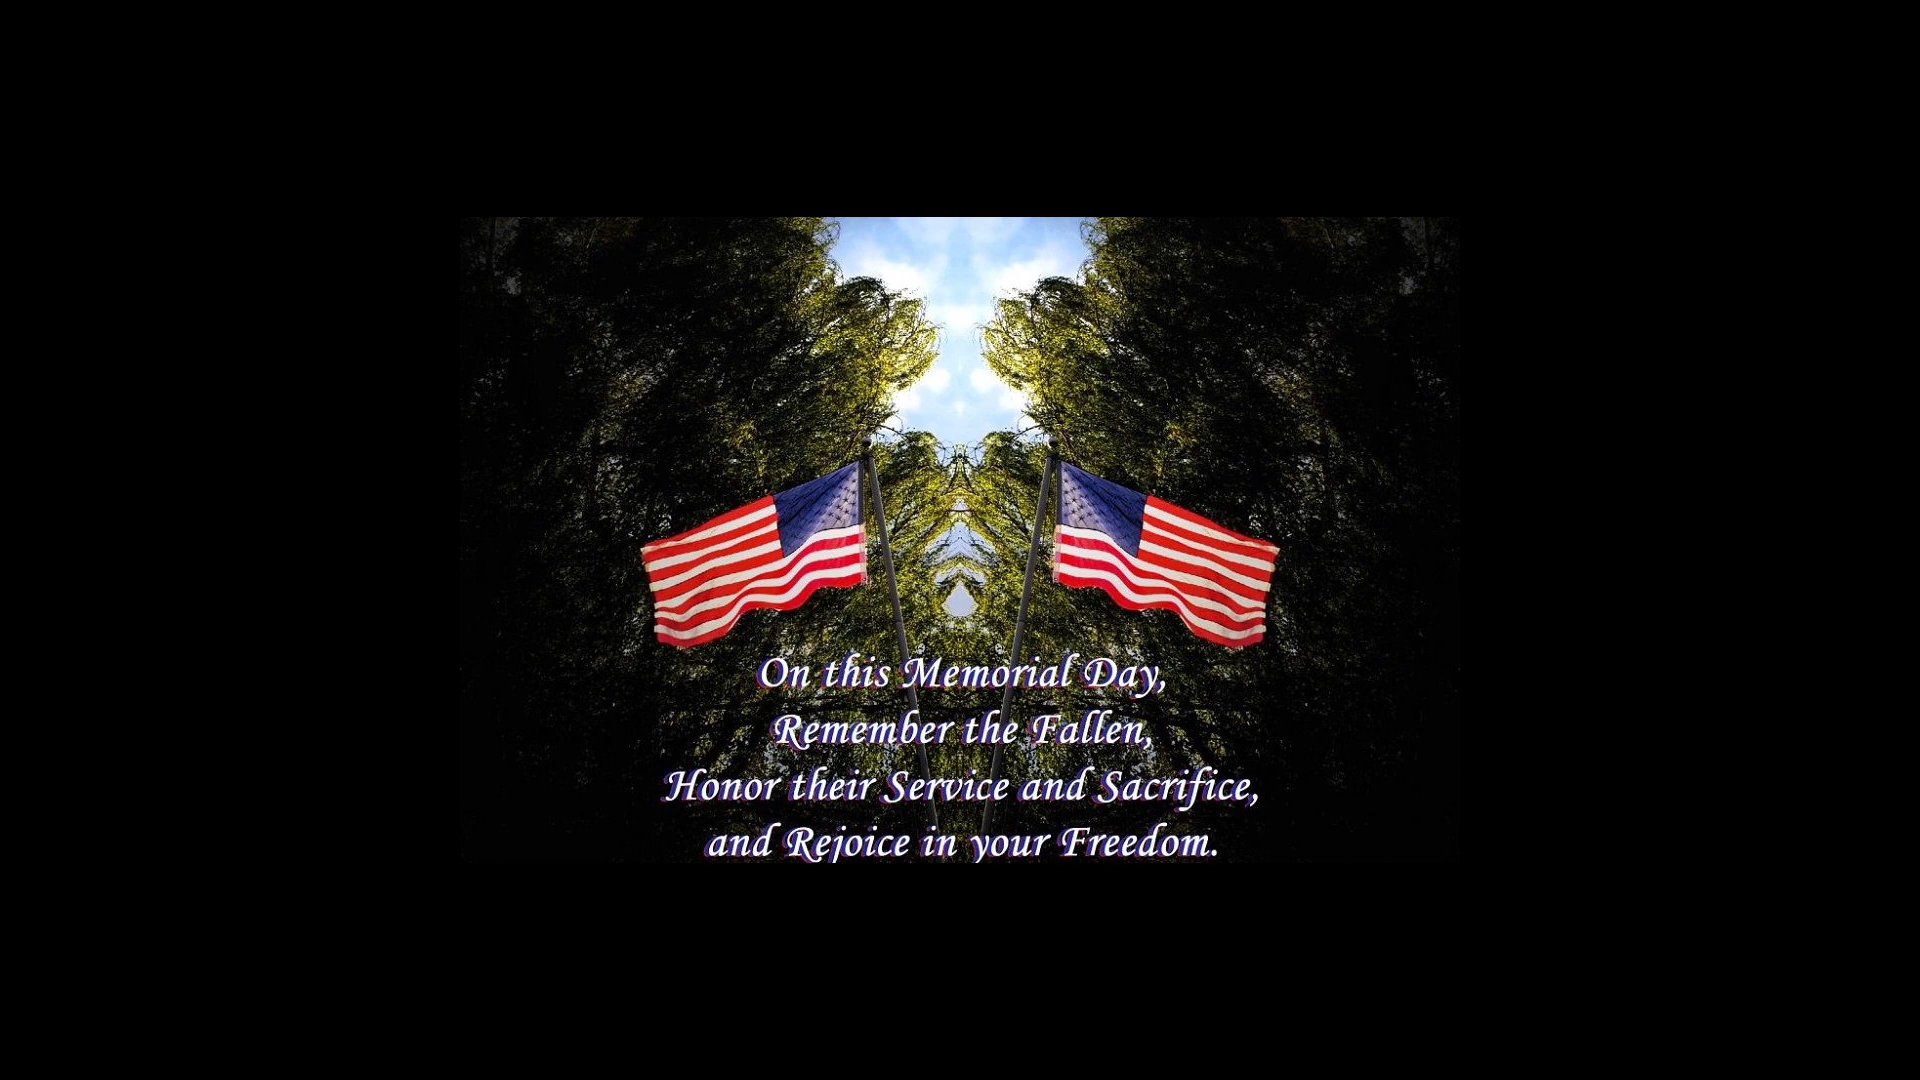 On this Memorial Day,
Remember the Fallen,
Honor their Service and Sacrifice,
and Rejoice in your Freedom.